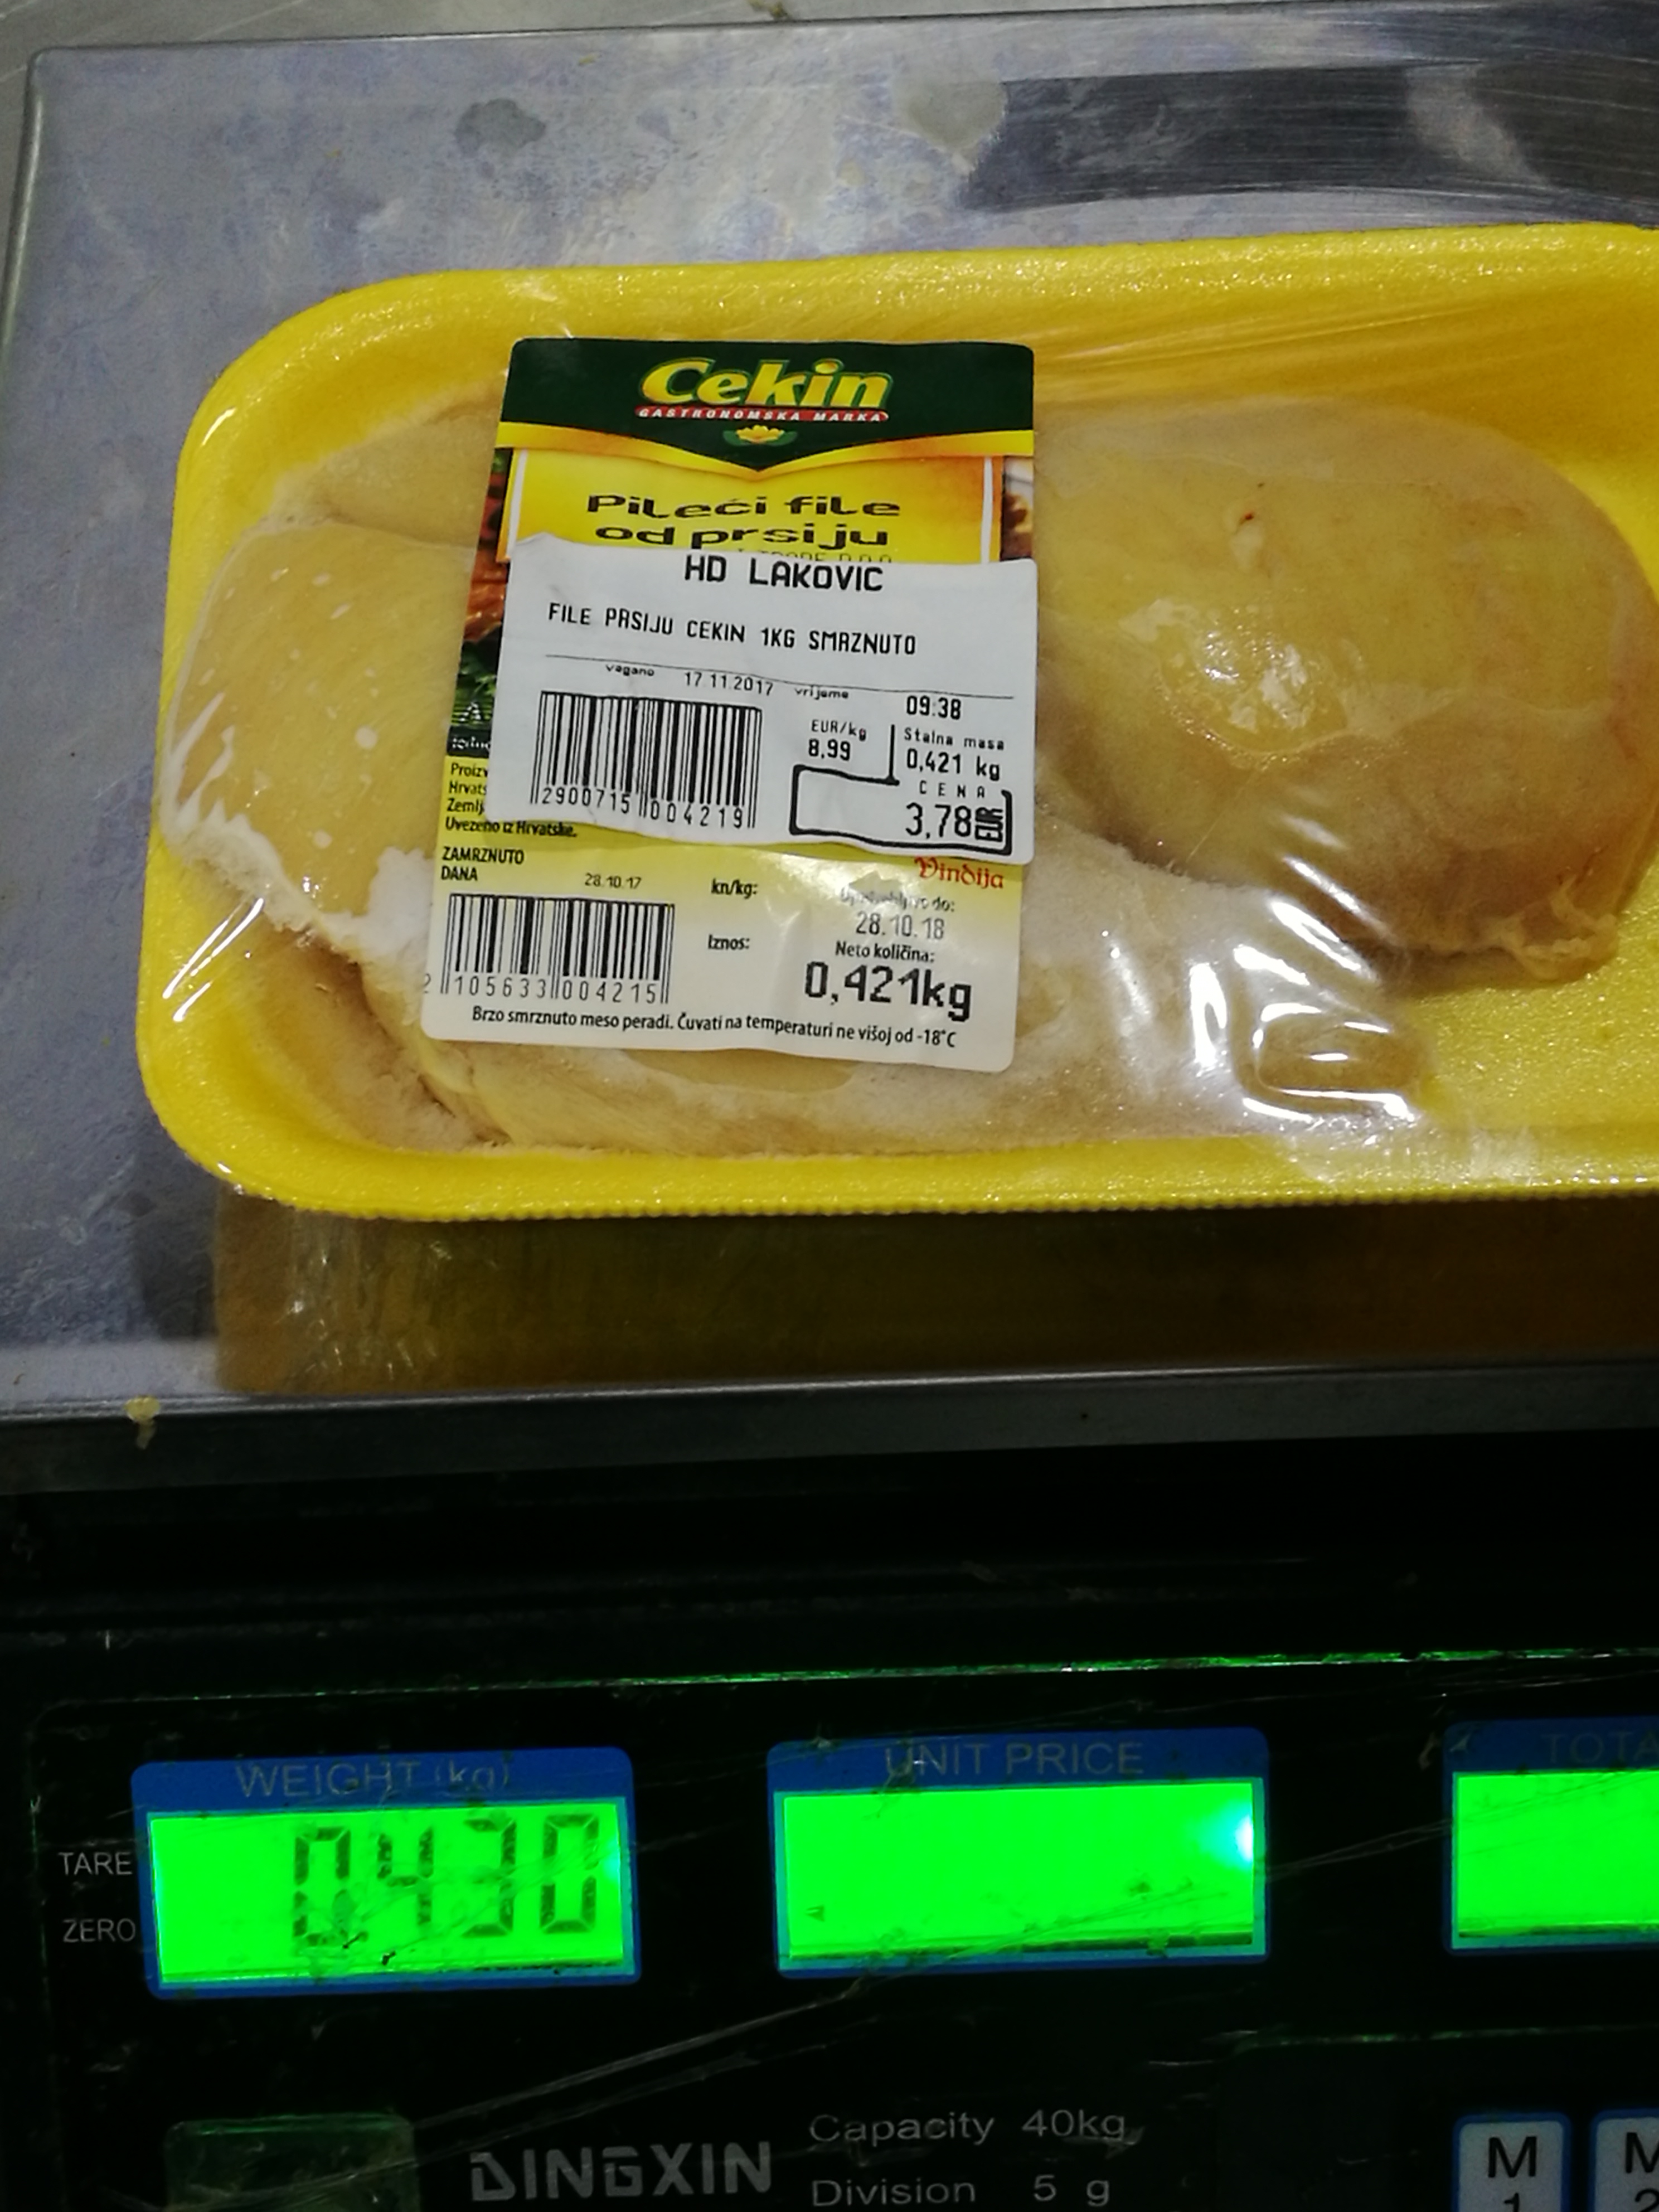 Cekin
GASTRONOMSKA MARKA
Pileći file
od prsiju
HD LAKOVIC
FILE PRSIJU CEKIN 1KG SMRZNUTO
vagano 17 11.2017 vrijeme 09:38
EUR/kg
8,99
Stalna masa
0,421 kg
CENA
3,78 EUR
2900715 004219
Uvezeno iz Hrvatske.
Vindija
ZAMRZNUTO
DANA 28.10.17
kn/kg:
28.10.18
Iznos:
Neto količina:
0,421kg
2 105633 004215
Brzo smrznuto meso peradi. Čuvati na temperaturi ne višoj od -18°C
WEIGHT (kg)
UNIT PRICE
0.430
TARE
ZERO
DINGXIN
Capacity 40kg
Division 5 g
M
1
M
2